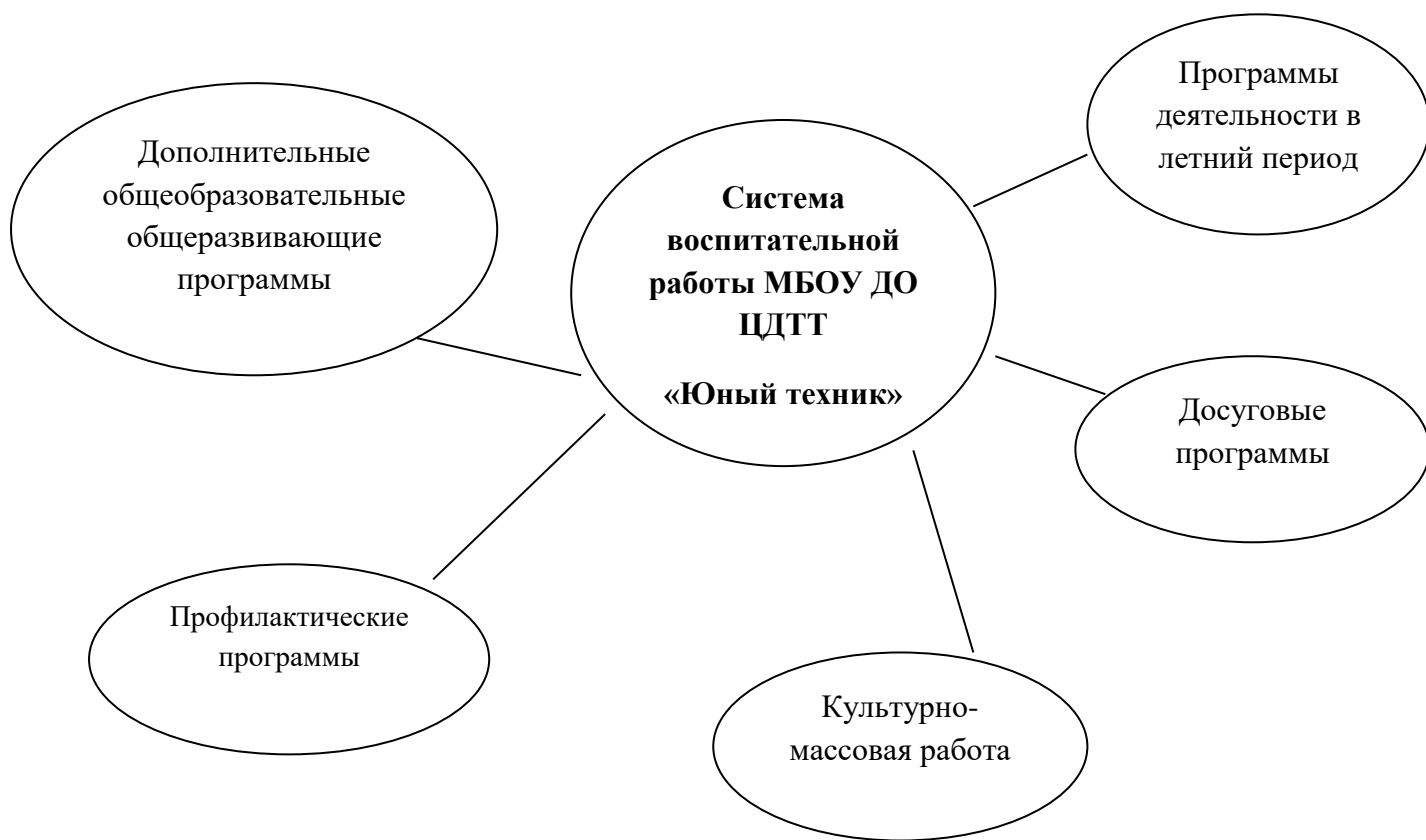 Программы
деятельности в
летний период
Дополнительные
общеобразовательные
общеразвивающие
программы
Система
воспитательной
работы МБОУ ДО
ЦДТТ
«Юный техник»
Досуговые
программы
Профилактические
программы
Культурно-
массовая работа